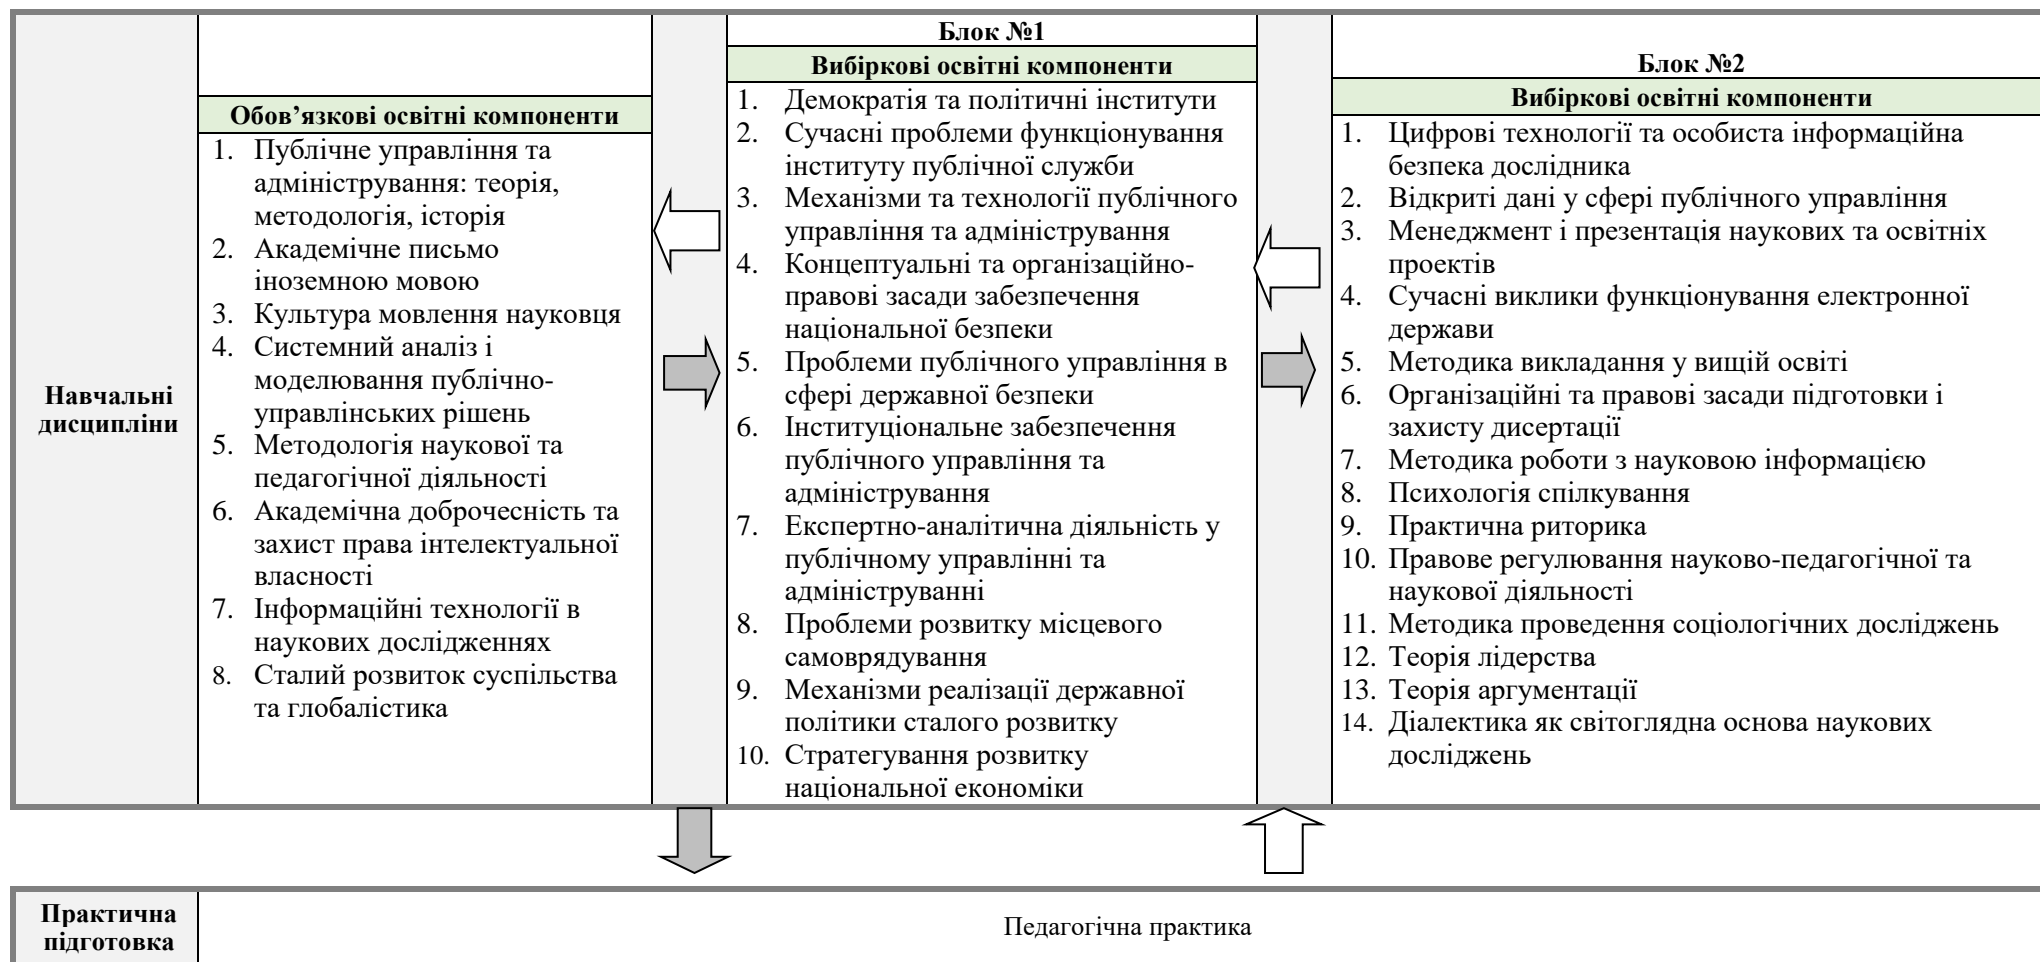 Навчальні
дисципліни
Обов’язкові освітні компоненти
1. Публічне управління та
адміністрування: теорія,
методологія, історія
2. Академічне письмо
іноземною мовою
3. Культура мовлення науковця
4. Системний аналіз і
моделювання публічно-
управлінських рішень
5. Методологія наукової та
педагогічної діяльності
6. Академічна доброчесність та
захист права інтелектуальної
власності
7. Інформаційні технології в
наукових дослідженнях
8. Сталий розвиток суспільства
та глобалістика
Блок №1
Вибіркові освітні компоненти
1. Демократія та політичні інститути
2. Сучасні проблеми функціонування
інституту публічної служби
3. Механізми та технології публічного
управління та адміністрування
4. Концептуальні та організаційно-
правові засади забезпечення
національної безпеки
5. Проблеми публічного управління в
сфері державної безпеки
6. Інституціональне забезпечення
публічного управління та
адміністрування
7. Експертно-аналітична діяльність у
публічному управлінні та
адмініструванні
8. Проблеми розвитку місцевого
самоврядування
9. Механізми реалізації державної
політики сталого розвитку
10. Стратегування розвитку
національної економіки
Блок №2
Вибіркові освітні компоненти
1. Цифрові технології та особиста інформаційна
безпека дослідника
2. Відкриті дані у сфері публічного управління
3. Менеджмент і презентація наукових та освітніх
проектів
4. Сучасні виклики функціонування електронної
держави
5. Методика викладання у вищій освіті
6. Організаційні та правові засади підготовки і
захисту дисертації
7. Методика роботи з науковою інформацією
8. Психологія спілкування
9. Практична риторика
10. Правове регулювання науково-педагогічної та
наукової діяльності
11. Методика проведення соціологічних досліджень
12. Теорія лідерства
13. Теорія аргументації
14. Діалектика як світоглядна основа наукових
досліджень
Практична
підготовка
Педагогічна практика